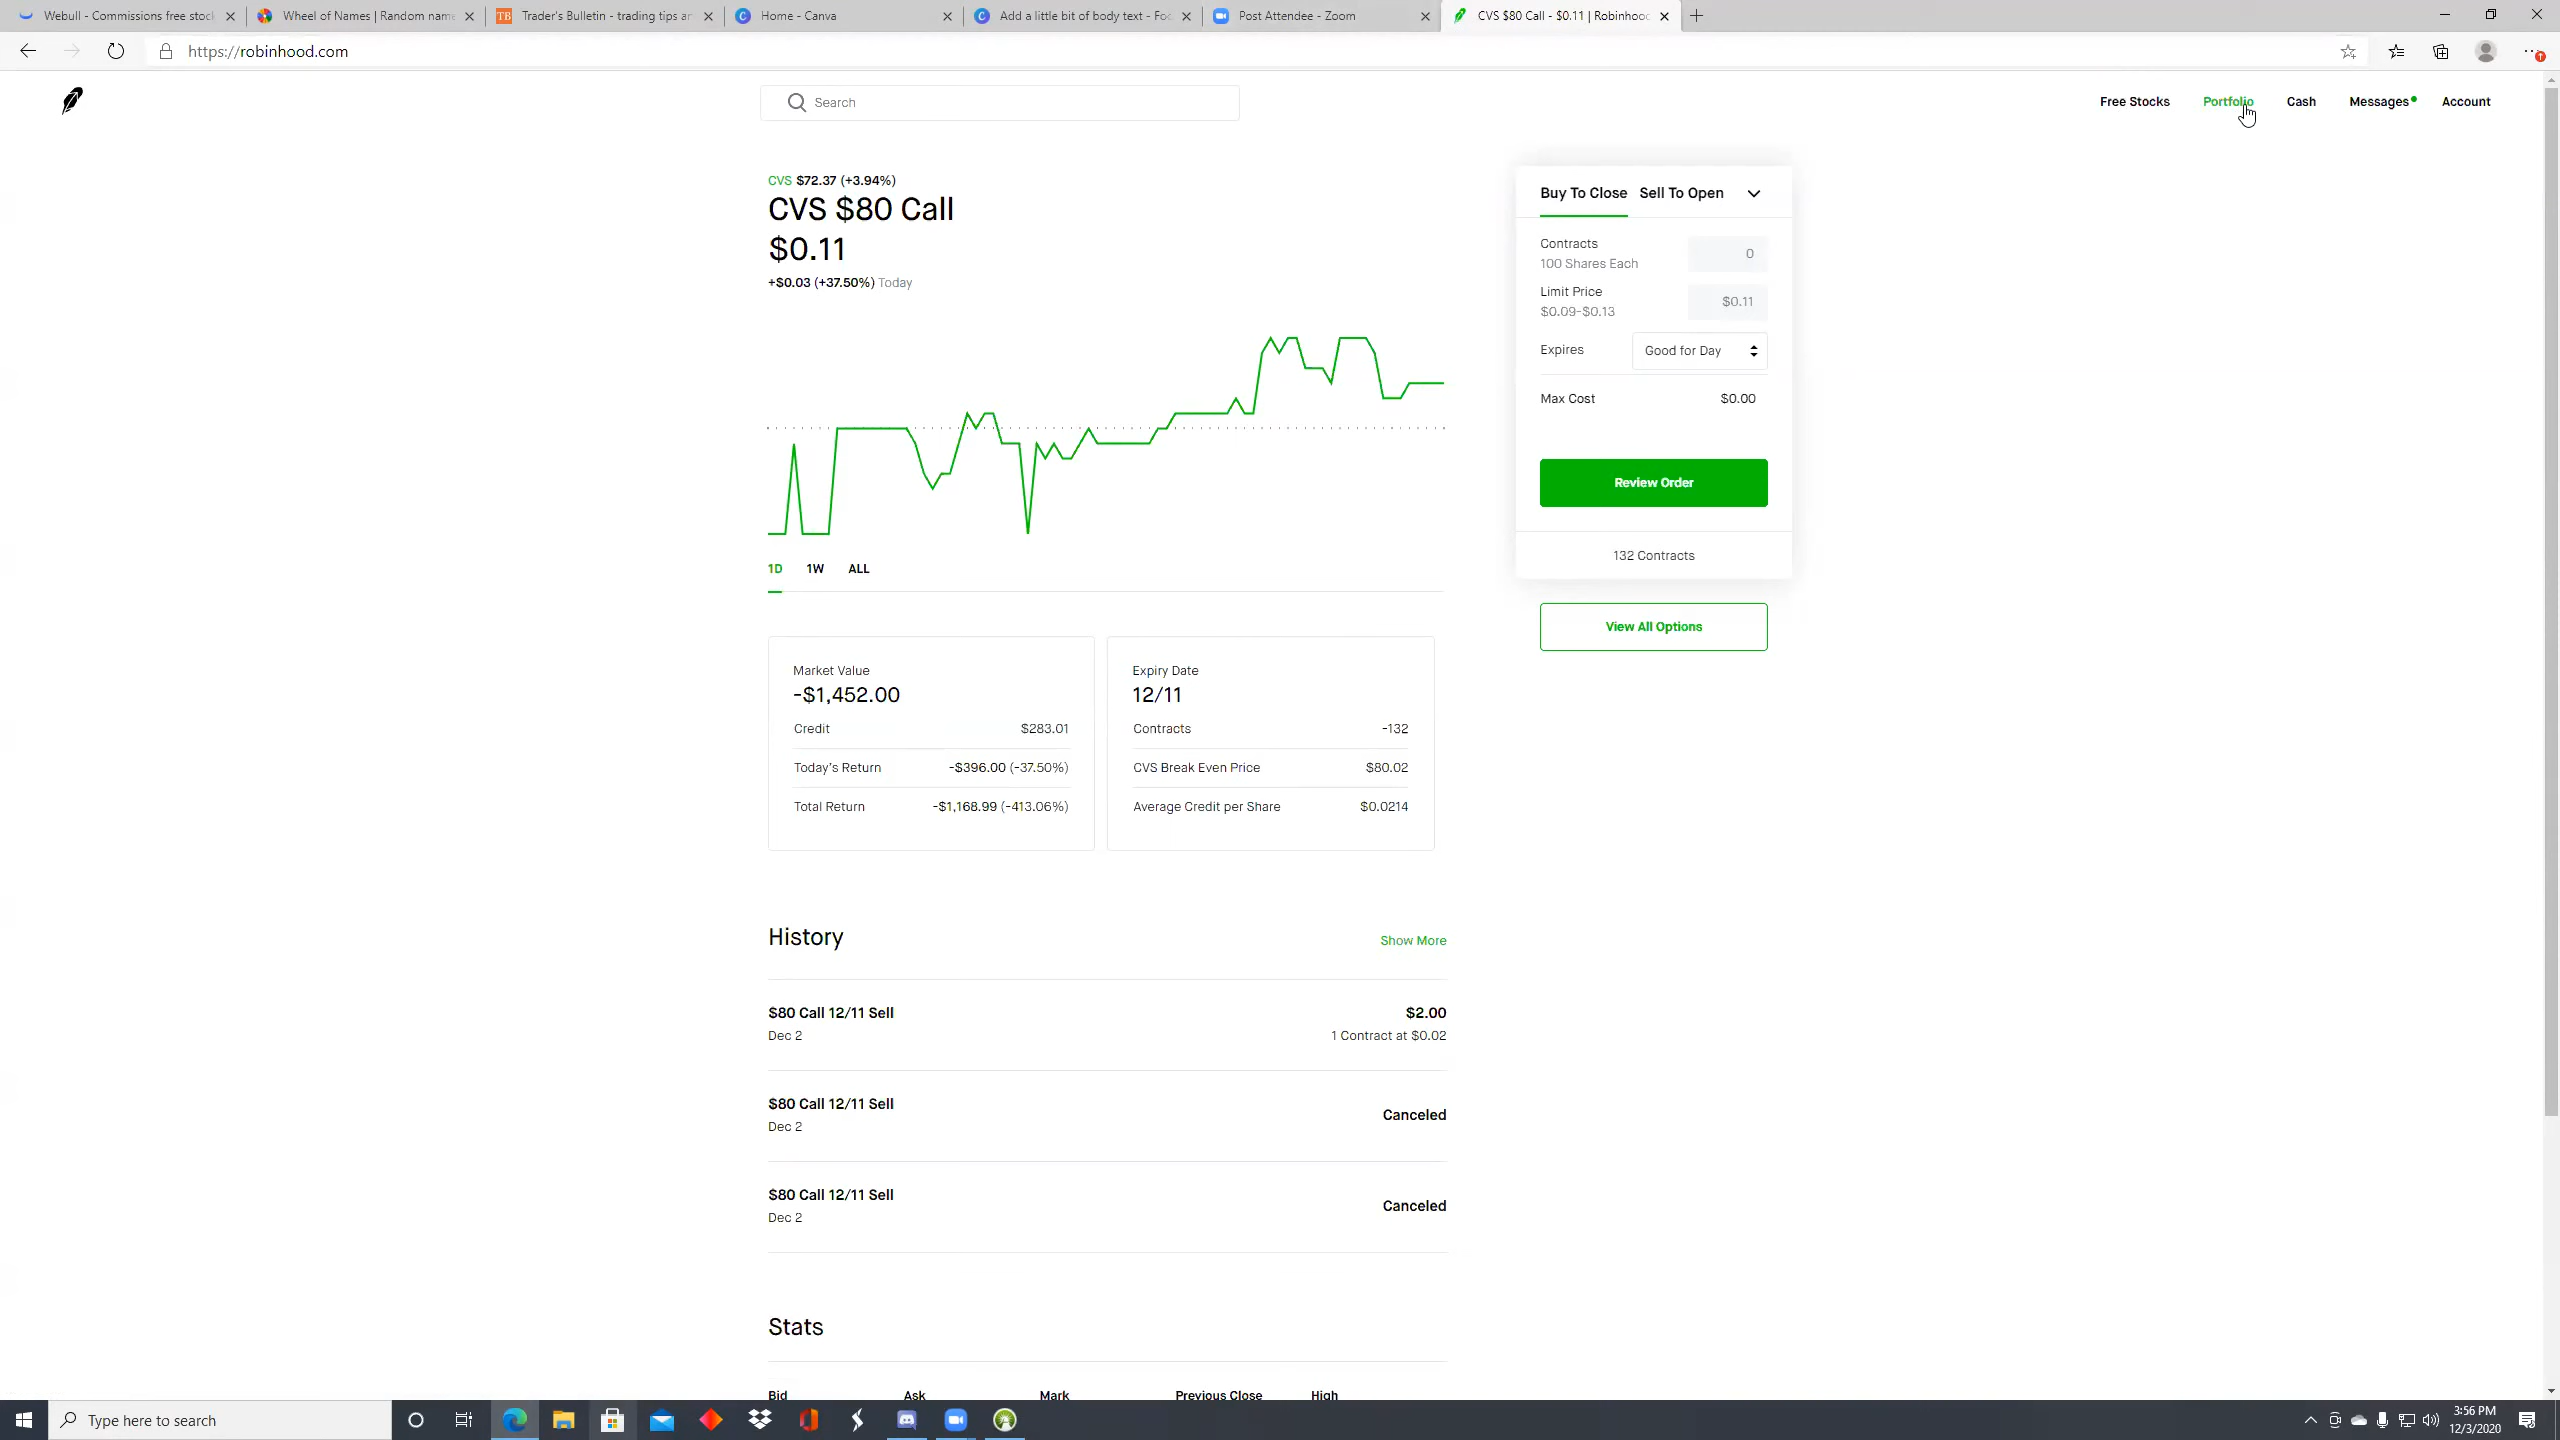 Webull - Commissions free stoc
Wheel of Names | Random name
TB Trader's Bulletin - trading tips ar
Home - Canva
Add a little bit of body text - Foc
Post Attendee - Zoom
CVS $80 Call - $0.11 | Robinhood
https://robinhood.com
Search
Free Stocks Portfolio Cash Messages Account
CVS $72.37 (+3.94%)
CVS $80 Call
$0.11
+$0.03 (+37.50%) Today
1D 1W ALL
Buy To Close Sell To Open
Contracts 0
100 Shares Each
Limit Price $0.11
$0.09-$0.13
Expires Good for Day
Max Cost $0.00
Review Order
132 Contracts
View All Options
Market Value
-$1,452.00
Credit $283.01
Today's Return -$396.00 (-37.50%)
Total Return -$1,168.99 (-413.06%)
Expiry Date
12/11
Contracts -132
CVS Break Even Price $80.02
Average Credit per Share $0.0214
History Show More
$80 Call 12/11 Sell $2.00
Dec 2 1 Contract at $0.02
$80 Call 12/11 Sell Canceled
Dec 2
$80 Call 12/11 Sell Canceled
Dec 2
Stats
Bid Ask Mark Previous Close High
Type here to search
3:56 PM
12/3/2020